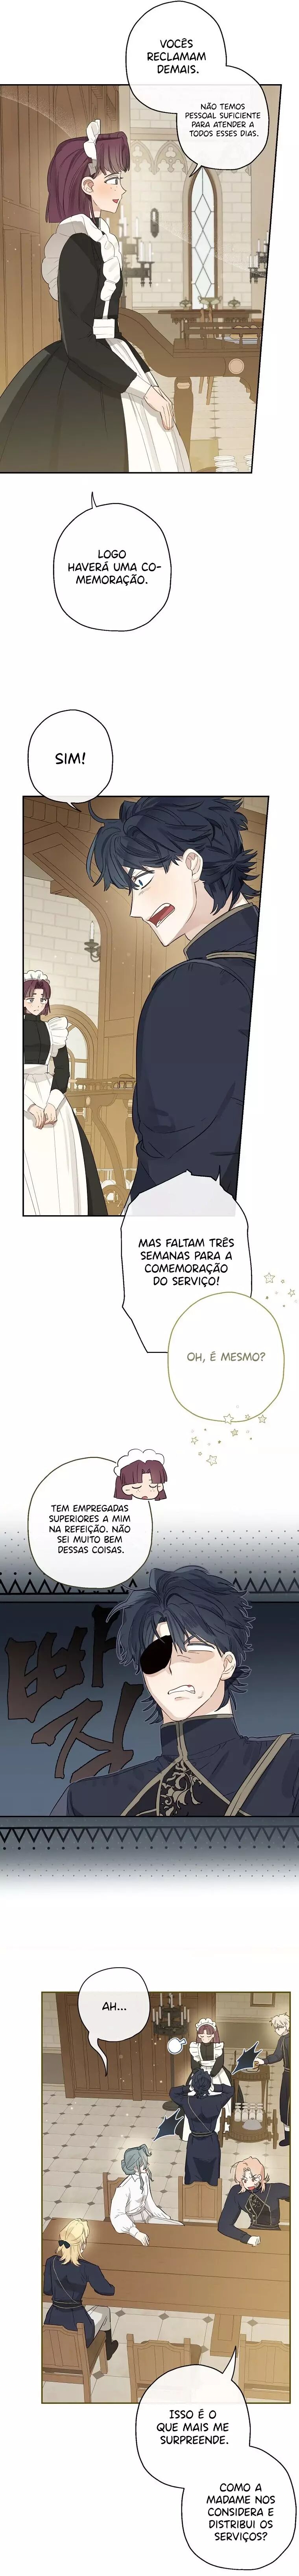 VOCÊS
RECLAMAM
DEMAIS.
NÃO TEMOS
PESSOAL SUFICIENTE
PARA ATENDER A
TODOS ESSES DIAS.
LOGO
HAVERÁ UMA CO-
MEMORAÇÃO.
SIM!
MAS FALTAM TRÊS
SEMANAS PARA A
COMEMORAÇÃO
DO SERVIÇO!
OH, É MESMO?
TEM EMPREGADAS
SUPERIORES A MIM
NA REFEIÇÃO. NÃO
SEI MUITO BEM
DESSAS COISAS.
빠직
AH...
ISSO É O
QUE MAIS ME
SURPREENDE.
COMO A
MADAME NOS
CONSIDERA E
DISTRIBUI OS
SERVIÇOS?